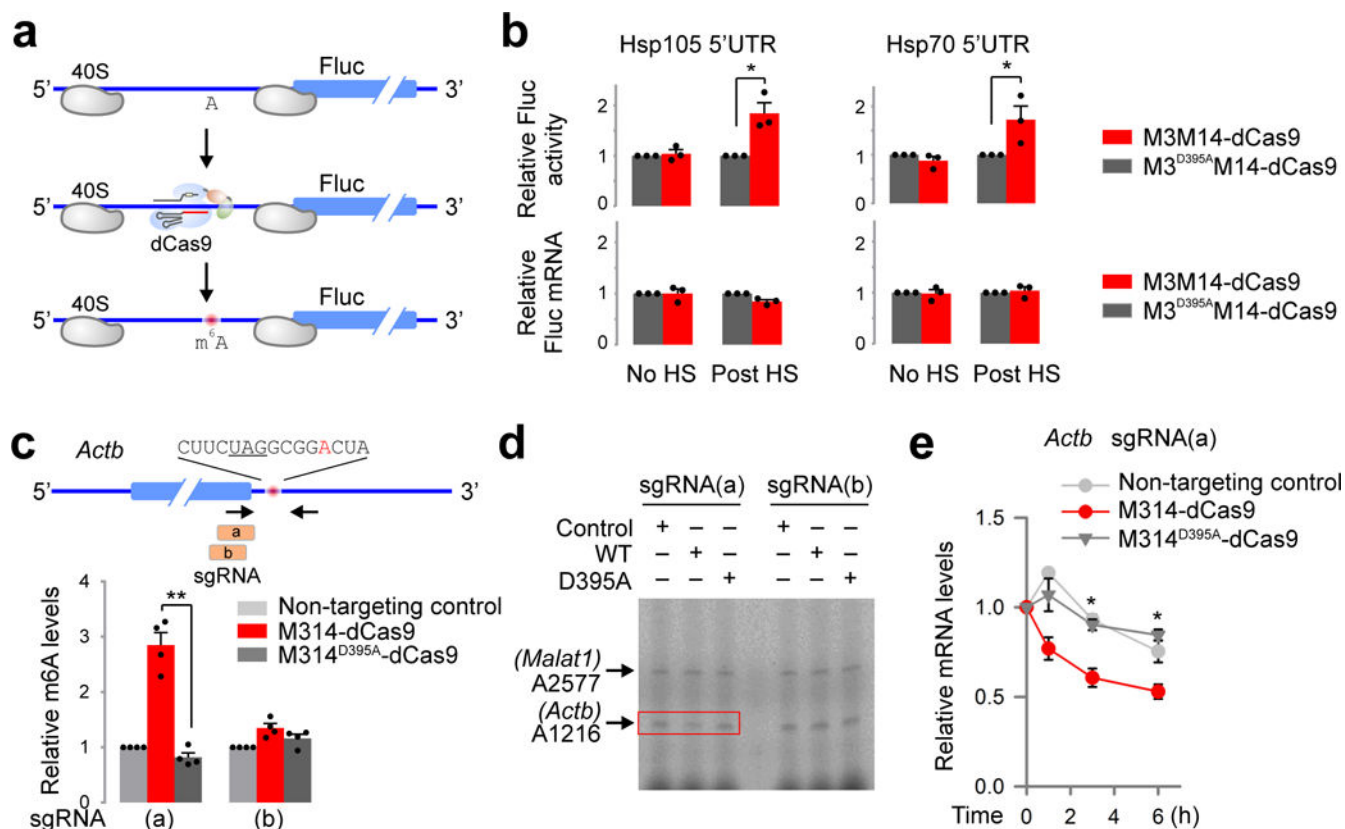 a
40S
Fluc
5’
3’
A
40S
Fluc
5’
3’
dCas9
40S
Fluc
5’
3’
m⁶A
b
Hsp105 5’UTR
Hsp70 5’UTR
Relative Fluc
activity
2
1
0
*
2
1
0
*
M3M14-dCas9
M3ᴰ³⁹⁵ᴬM14-dCas9
Relative
Fluc mRNA
2
1
0
2
1
0
M3M14-dCas9
M3ᴰ³⁹⁵ᴬM14-dCas9
No HS Post HS
No HS Post HS
c
Actb
CUUCUAGGCGGACUA
5’
3’
a
b
sgRNA
Relative m6A levels
4
3
2
1
0
**
Non-targeting control
M314-dCas9
M314ᴰ³⁹⁵ᴬ-dCas9
sgRNA (a) (b)
d
sgRNA(a) sgRNA(b)
Control + − − + − −
WT − + − − + −
D395A − − + − − +
(Malat1)
A2577
(Actb)
A1216
e
Actb sgRNA(a)
Non-targeting control
M314-dCas9
M314ᴰ³⁹⁵ᴬ-dCas9
Relative mRNA levels
1.5
1.0
0.5
0.0
*
*
Time 0 2 4 6 (h)